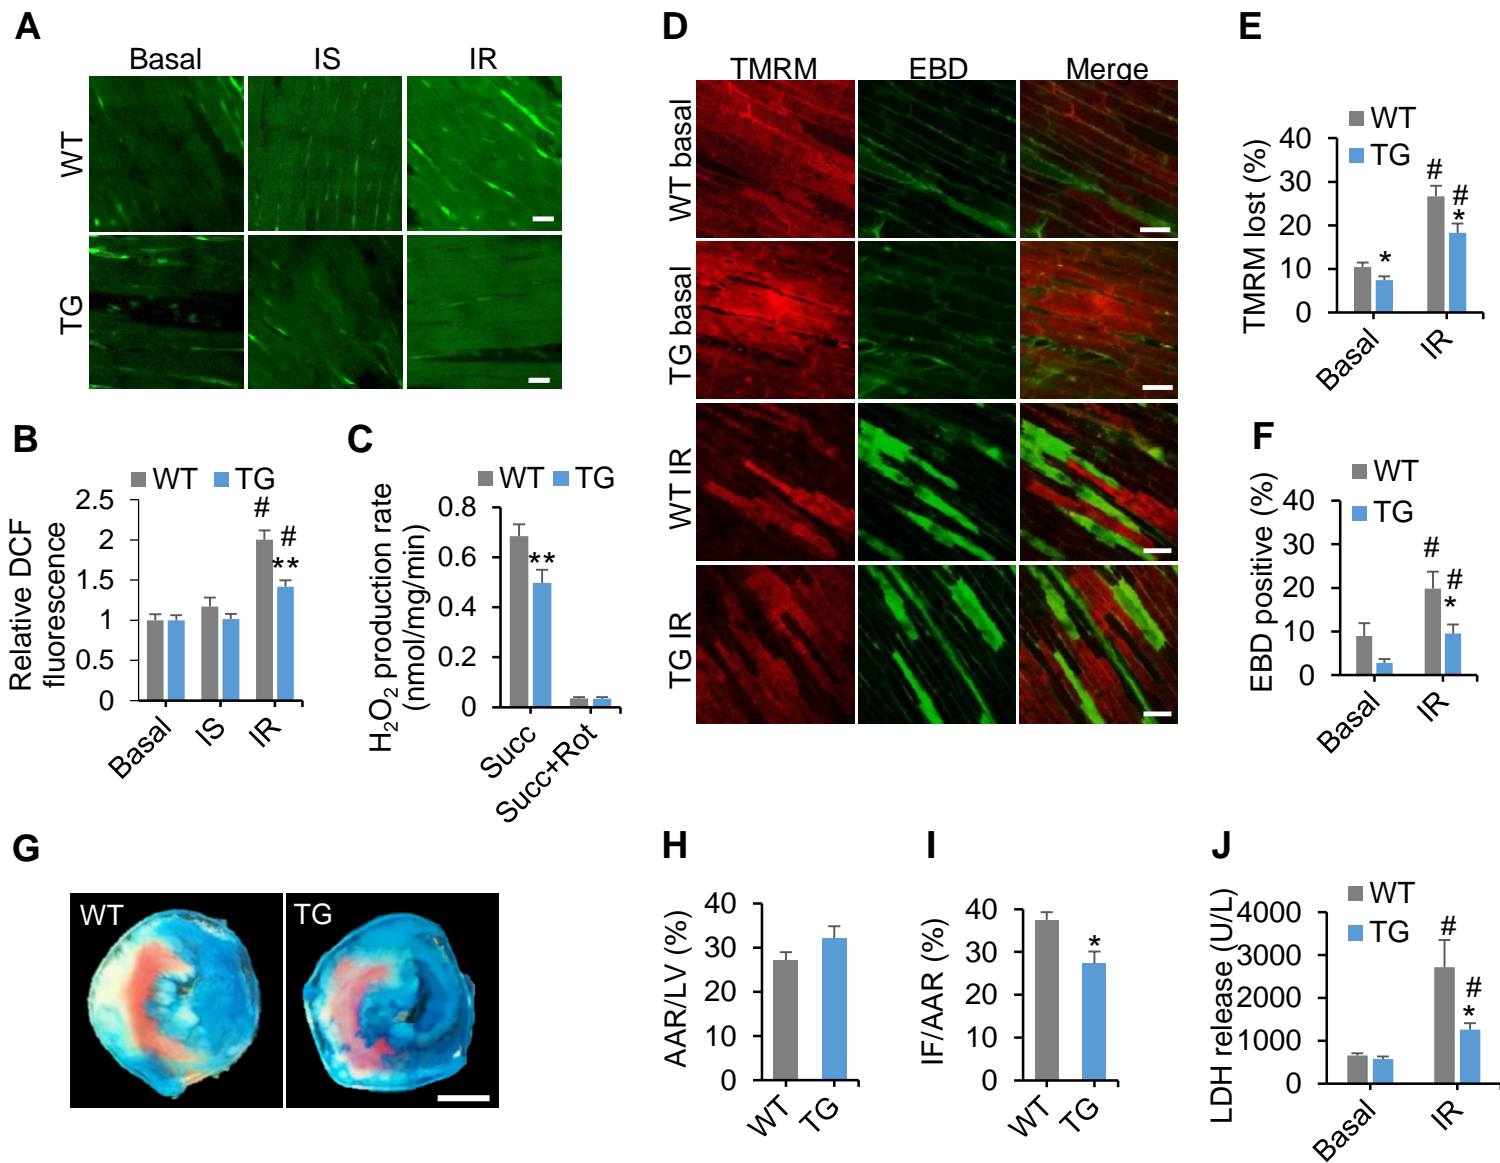 A
Basal IS IR
WT
TG
B
WT TG
Relative DCF
fluorescence
2.5
2
1.5
1
0.5
0
#
#
**
Basal IS IR
C
WT TG
H₂O₂ production rate
(nmol/mg/min)
0.8
0.6
0.4
0.2
0
**
Succ Succ+Rot
D
TMRM EBD Merge
WT basal
TG basal
WT IR
TG IR
E
WT
TG
TMRM lost (%)
40
30
20
10
0
*
#
#
*
Basal IR
F
WT
TG
EBD positive (%)
40
30
20
10
0
#
#
*
Basal IR
G
WT TG
H
AAR/LV (%)
40
30
20
10
0
WT TG
I
IF/AAR (%)
40
30
20
10
0
*
WT TG
J
WT
TG
LDH release (U/L)
4000
3000
2000
1000
0
#
#
*
Basal IR